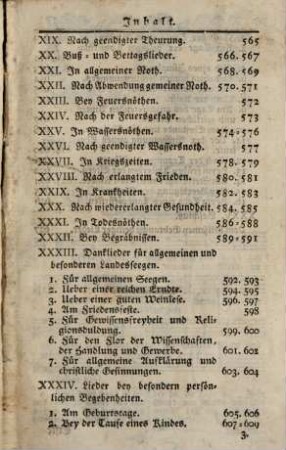 Inhalt.
XIX. Nach geendigter Theurung. 565
XX. Buß- und Bettagslieder. 566. 567
XXI. In allgemeiner Noth. 568. 569
XXII. Nach Abwendung gemeiner Noth. 570. 571
XXIII. Bey Feuersnöthen. 572
XXIV. Nach der Feuersgefahr. 573
XXV. In Wassersnöthen. 574-576
XXVI. Nach geendigter Wassersnoth. 577
XXVII. In Kriegszeiten. 578. 579
XXVIII. Nach erlangtem Frieden. 580. 581
XXIX. In Krankheiten. 582. 583
XXX. Nach wiedererlangter Gesundheit. 584. 585
XXXI. In Todesnöthen. 586-588
XXXII. Bey Begräbnissen. 589-591
XXXIII. Danklieder für allgemeinen und
besonderen Landesseegen.
1. Für allgemeinen Seegen. 592. 593
2. Ueber einer reichen Erndte. 594. 595
3. Ueber einer guten Weinlese. 596. 597
4. Am Friedensfeste. 598
5. Für Gewissensfreyheit und Reli-
gionsduldung. 599. 600
6. Für den Flor der Wissenschaften,
der Handlung und Gewerbe. 601. 602
7. Für allgemeine Aufklärung und
christliche Gesinnungen. 603. 604
XXXIV. Lieder bey besondern persön-
lichen Begebenheiten.
1. Am Geburtstage. 605. 606
2. Bey der Taufe eines Kindes. 607-609
3.